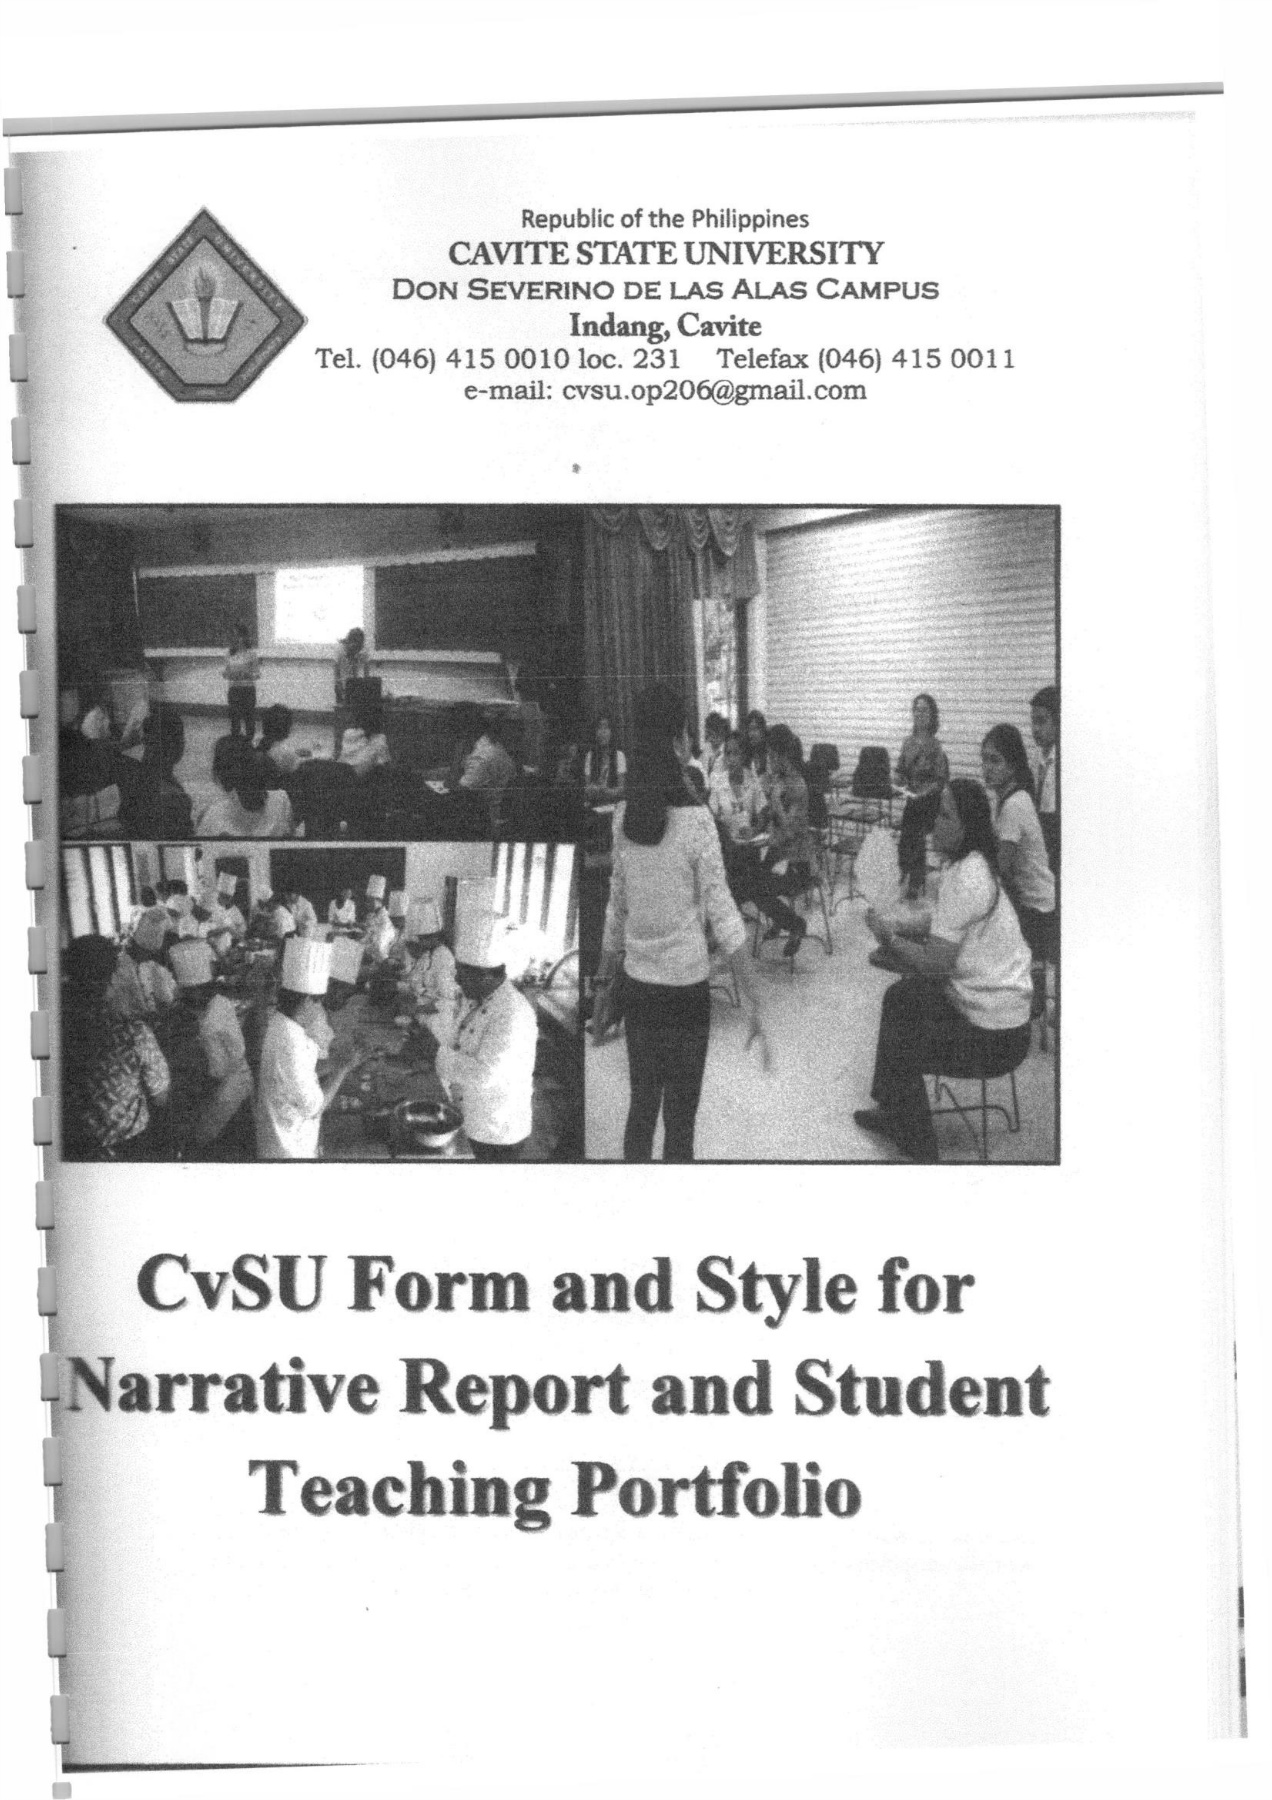 Republic of the Philippines
CAVITE STATE UNIVERSITY
DON SEVERINO DE LAS ALAS CAMPUS
Indang, Cavite
Tel. (046) 415 0010 loc. 231 Telefax (046) 415 0011
e-mail: cvsu.op206@gmail.com
CvSU Form and Style for
Narrative Report and Student
Teaching Portfolio